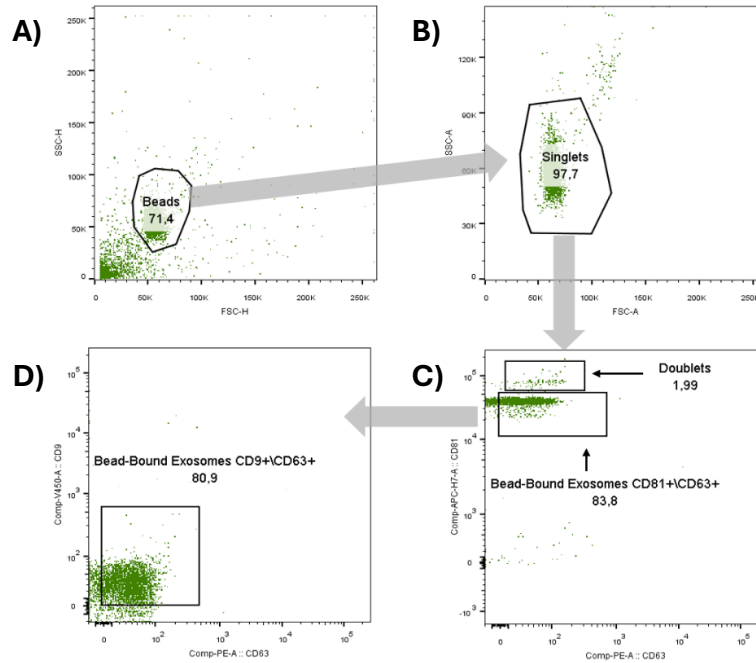 A)
250K
200K
150K
100K
50K
0
SSC-H
Beads
71,4
0 50K 100K 150K 200K 250K
FSC-H
B)
120K
90K
60K
30K
0
SSC-A
Singlets
97,7
0 50K 100K 150K 200K 250K
FSC-A
D)
10^5
10^4
10^3
10^2
0
Comp-V450-A :: CD9
Bead-Bound Exosomes CD9+\CD63+
80,9
0 10^2 10^3 10^4 10^5
Comp-PE-A :: CD63
C)
10^5
10^4
10^3
0
-10^3
Comp-APC-H7-A :: CD81
Doublets
1,99
Bead-Bound Exosomes CD81+\CD63+
83,8
0 10^2 10^3 10^4 10^5
Comp-PE-A :: CD63